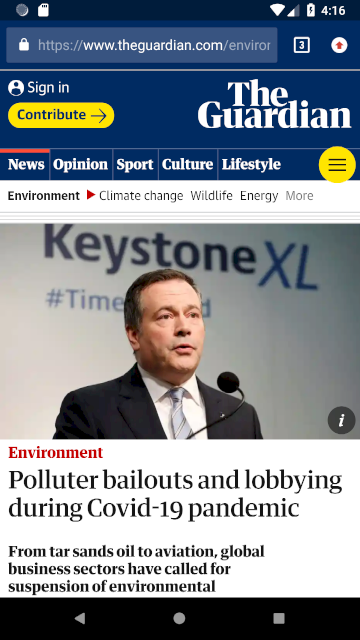 4:16
https://www.theguardian.com/enviror
3
Sign in
Contribute
The
Guardian
News Opinion Sport Culture Lifestyle
Environment Climate change Wildlife Energy More
Keystone XL
#Time
d
i
Environment
Polluter bailouts and lobbying
during Covid-19 pandemic
From tar sands oil to aviation, global
business sectors have called for
suspension of environmental